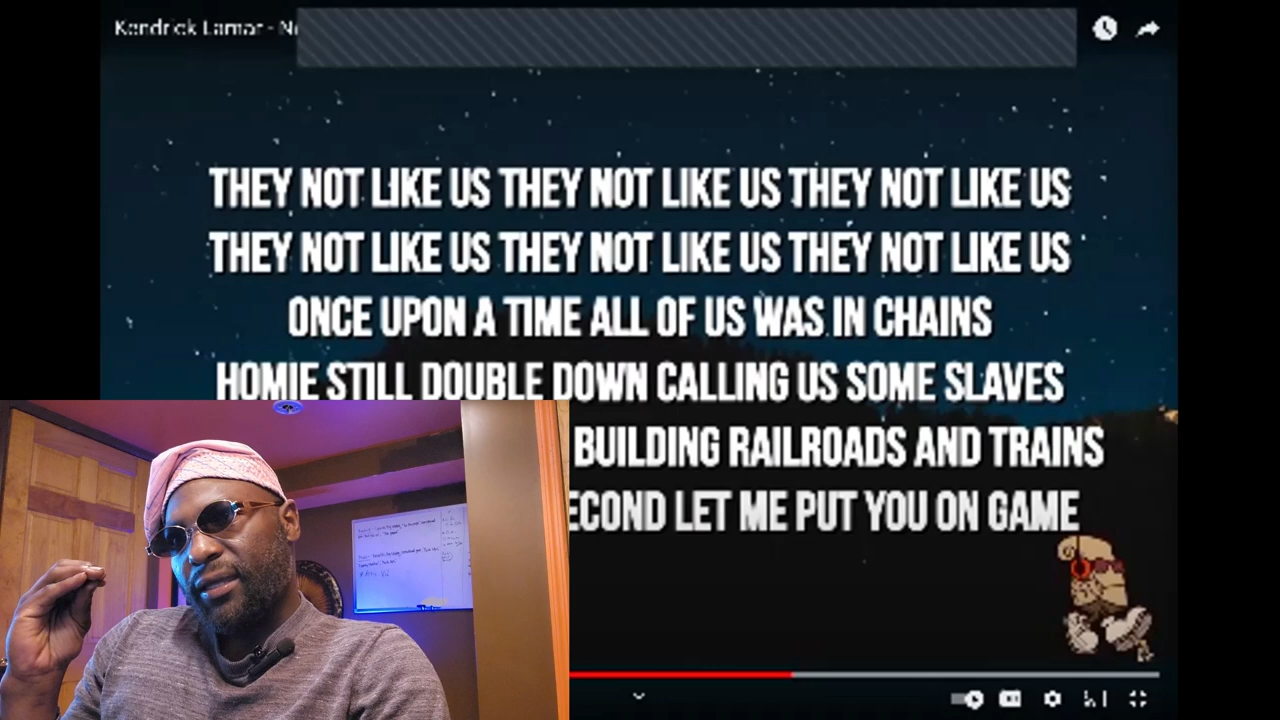 Kendrick Lamar - N
THEY NOT LIKE US THEY NOT LIKE US THEY NOT LIKE US
THEY NOT LIKE US THEY NOT LIKE US THEY NOT LIKE US
ONCE UPON A TIME ALL OF US WAS IN CHAINS
HOMIE STILL DOUBLE DOWN CALLING US SOME SLAVES
BUILDING RAILROADS AND TRAINS
ECOND LET ME PUT YOU ON GAME